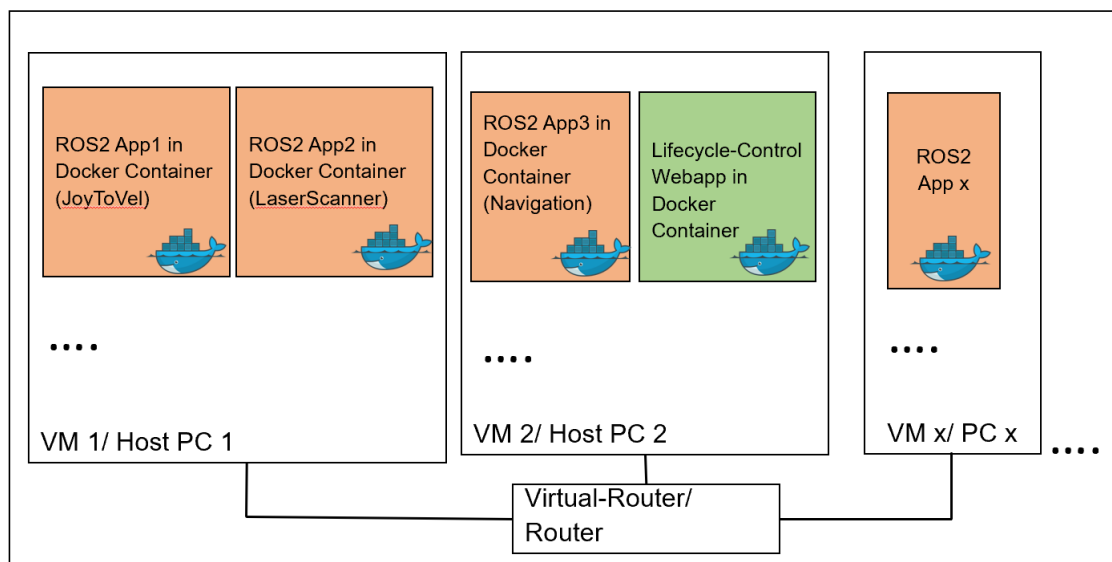 ROS2 App1 in
Docker Container
(JoyToVel)
ROS2 App2 in
Docker Container
(LaserScanner)
....
VM 1/ Host PC 1
ROS2 App3 in
Docker
Container
(Navigation)
Lifecycle-Control
Webapp in
Docker
Container
....
VM 2/ Host PC 2
ROS2
App x
....
VM x/ PC x
....
Virtual-Router/
Router